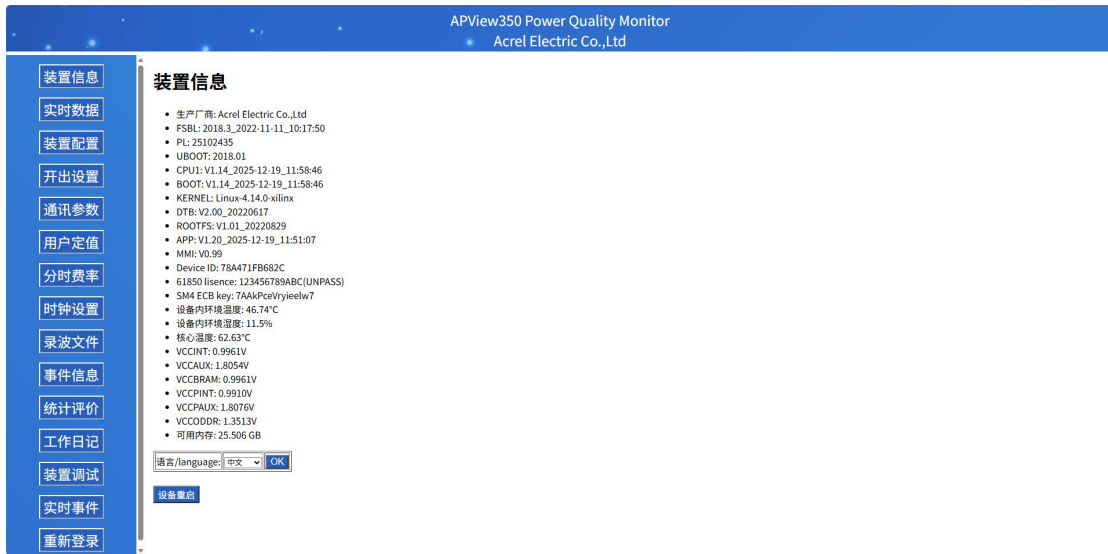 APView350 Power Quality Monitor
Acrel Electric Co.,Ltd
装置信息
实时数据
装置配置
开出设置
通讯参数
用户定值
分时费率
时钟设置
录波文件
事件信息
统计评价
工作日记
装置调试
实时事件
重新登录
装置信息
生产厂商: Acrel Electric Co.,Ltd
FSBL: 2018.3_2022-11-11_10:17:50
PL: 25102435
UBOOT: 2018.01
CPU1: V1.14_2025-12-19_11:58:46
BOOT: V1.14_2025-12-19_11:58:46
KERNEL: Linux-4.14.0-xilinx
DTB: V2.00_20220617
ROOTFS: V1.01_20220829
APP: V1.20_2025-12-19_11:51:07
MMI: V0.99
Device ID: 78A471FB682C
61850 lisence: 123456789ABC(UNPASS)
SM4 ECB key: 7AAkPceVryieelw7
设备内环境温度: 46.74°C
设备内环境湿度: 11.5%
核心温度: 62.63°C
VCCINT: 0.9961V
VCCAUX: 1.8054V
VCCBRAM: 0.9961V
VCCPINT: 0.9910V
VCCPAUX: 1.8076V
VCCODDR: 1.3513V
可用内存: 25.506 GB
语言/language: 中文 OK
设备重启